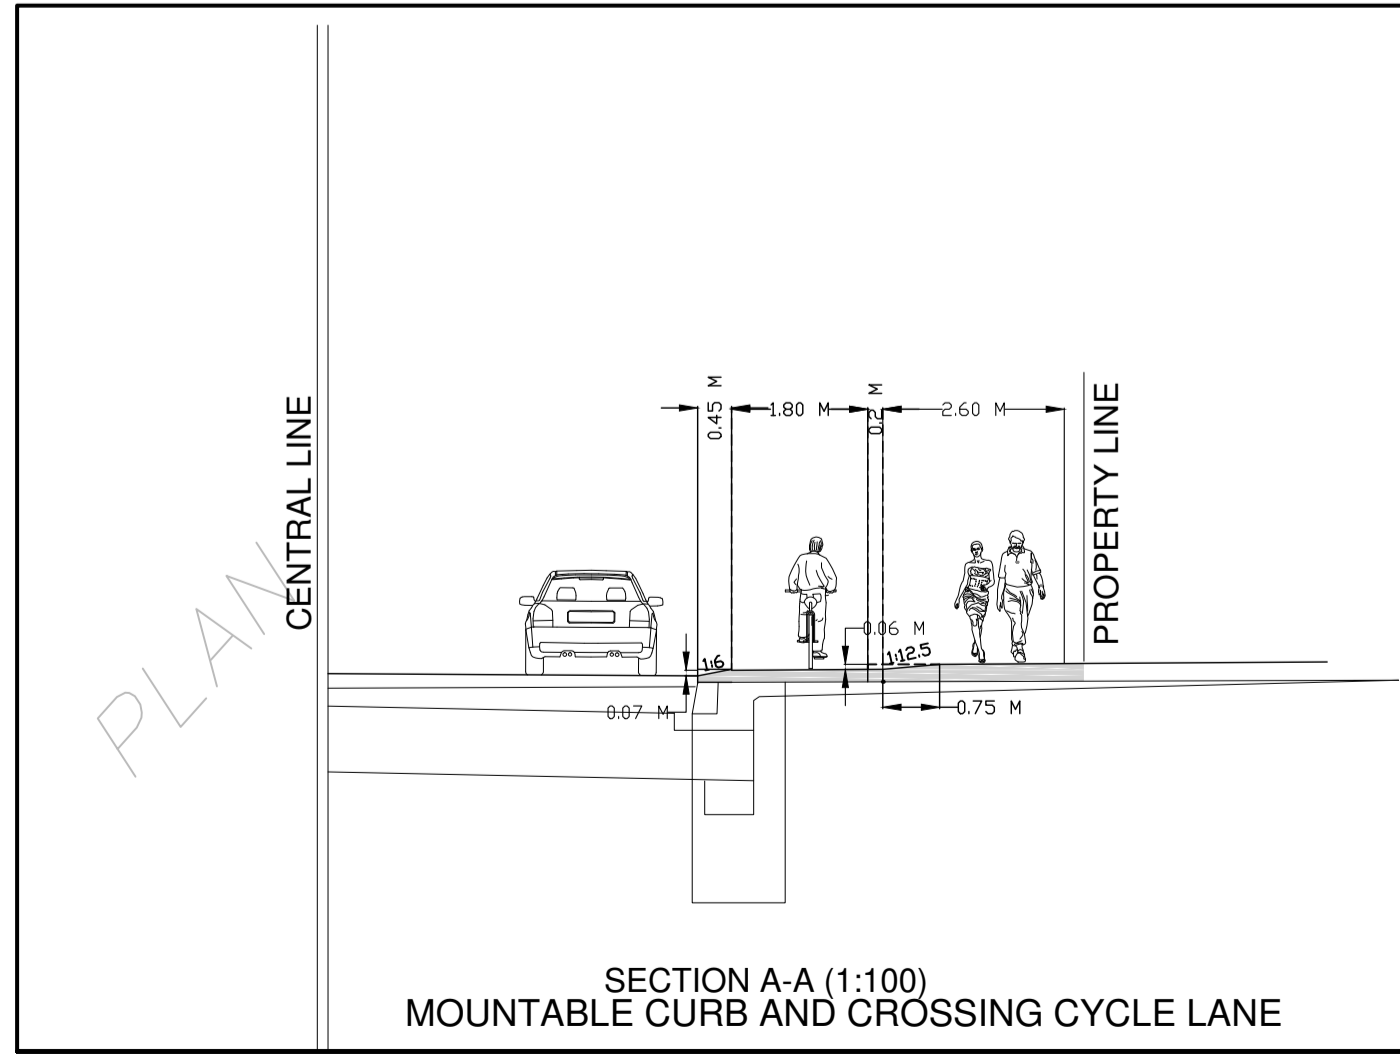 0.45 M
1.80 M
0.2 M
2.60 M
CENTRAL LINE
PROPERTY LINE
PLAN
0.06 M
1:6
1:12.5
0.07 M
0.75 M
SECTION A-A (1:100)
MOUNTABLE CURB AND CROSSING CYCLE LANE